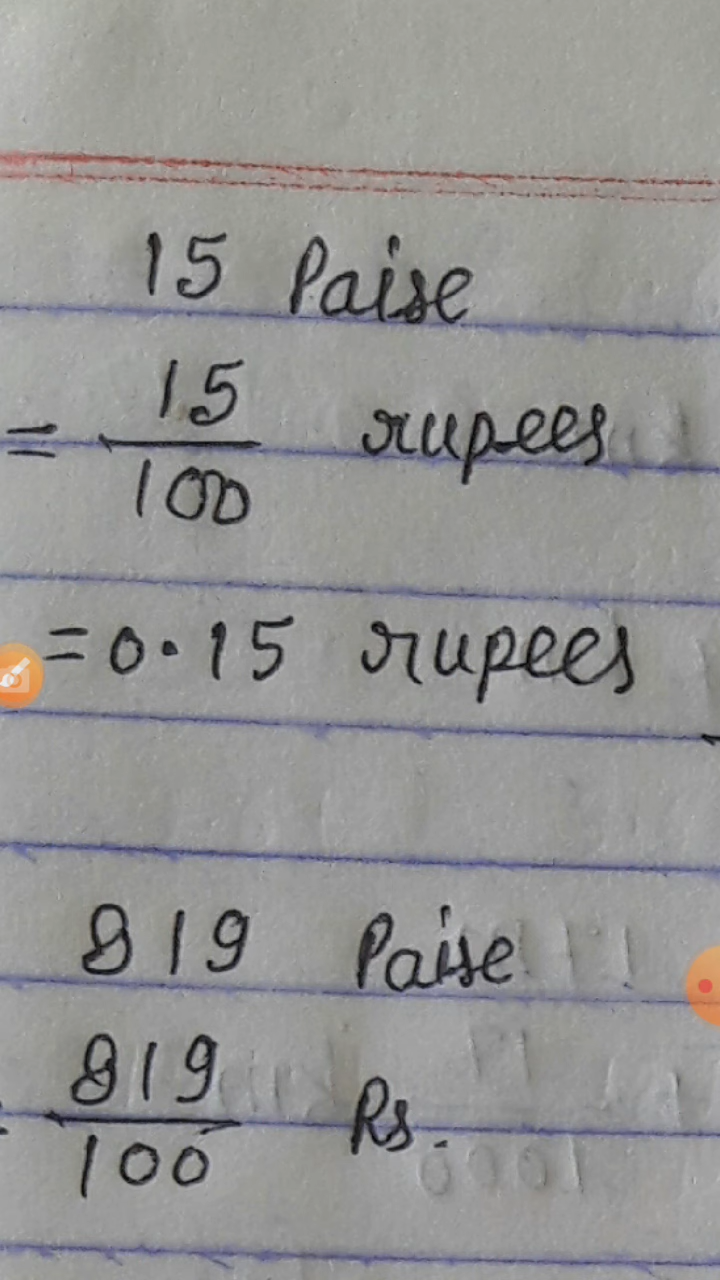 15 Paise
= 15/100 rupees
= 0.15 rupees
819 Paise
= 819/100 Rs.